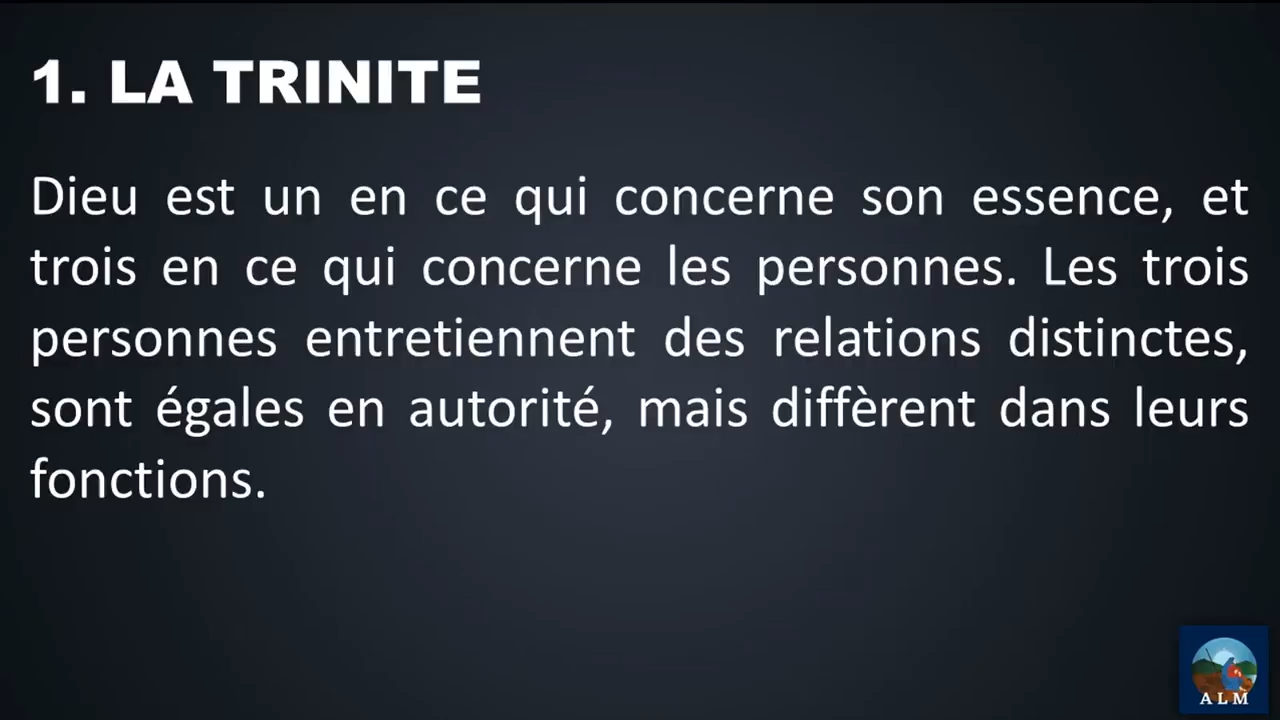 1. LA TRINITE
Dieu est un en ce qui concerne son essence, et
trois en ce qui concerne les personnes. Les trois
personnes entretiennent des relations distinctes,
sont égales en autorité, mais diffèrent dans leurs
fonctions.
ALM